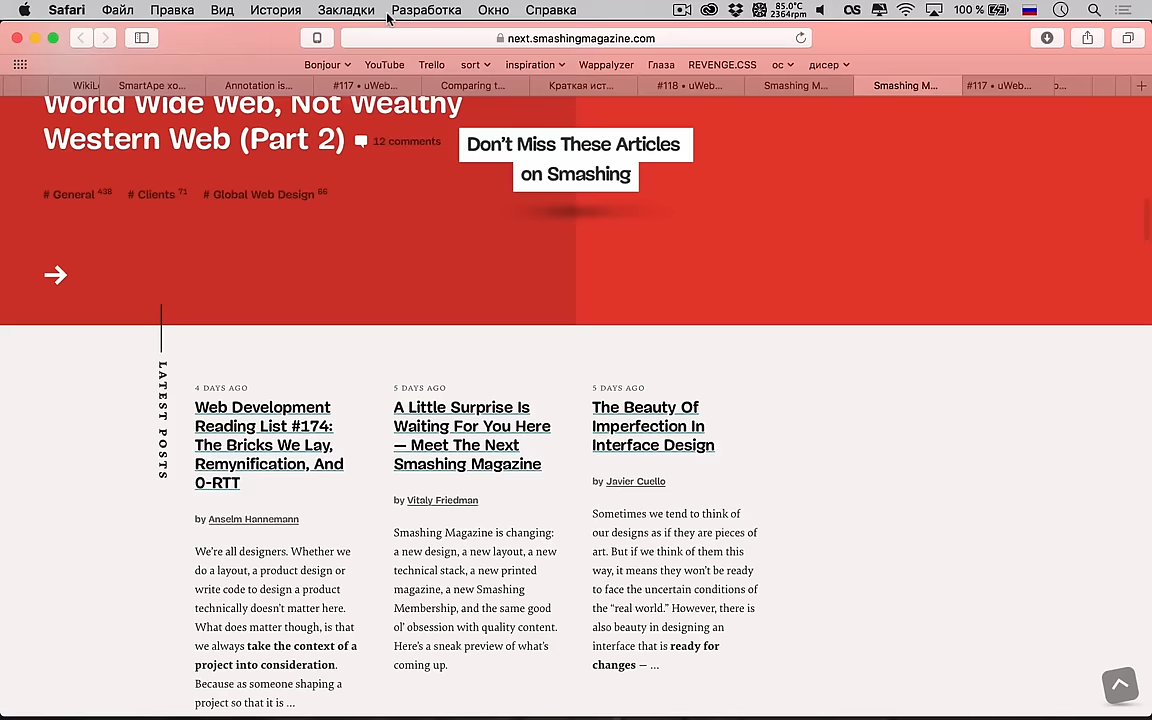 Safari Файл Правка Вид История Закладки Разработка Окно Справка 85.0°C 2364rpm 100 %
next.smashingmagazine.com
Bonjour YouTube Trello sort inspiration Wappalyzer Глаза REVENGE.CSS ос дисер
WikiL SmartApe хо... Annotation is... #117 • uWeb... Comparing t... Краткая ист... #118 • uWeb... Smashing M... Smashing M... #117 • uWeb...
World Wide Web, Not Wealthy
Western Web (Part 2) 12 comments
Don't Miss These Articles
on Smashing
# General 438 # Clients 71 # Global Web Design 66
LATEST POSTS
4 DAYS AGO
Web Development
Reading List #174:
The Bricks We Lay,
Remynification, And
0-RTT
by Anselm Hannemann
We're all designers. Whether we
do a layout, a product design or
write code to design a product
technically doesn't matter here.
What does matter though, is that
we always take the context of a
project into consideration.
Because as someone shaping a
project so that it is ...
5 DAYS AGO
A Little Surprise Is
Waiting For You Here
— Meet The Next
Smashing Magazine
by Vitaly Friedman
Smashing Magazine is changing:
a new design, a new layout, a new
technical stack, a new printed
magazine, a new Smashing
Membership, and the same good
ol' obsession with quality content.
Here's a sneak preview of what's
coming up.
5 DAYS AGO
The Beauty Of
Imperfection In
Interface Design
by Javier Cuello
Sometimes we tend to think of
our designs as if they are pieces of
art. But if we think of them this
way, it means they won't be ready
to face the uncertain conditions of
the “real world.” However, there is
also beauty in designing an
interface that is ready for
changes — ...